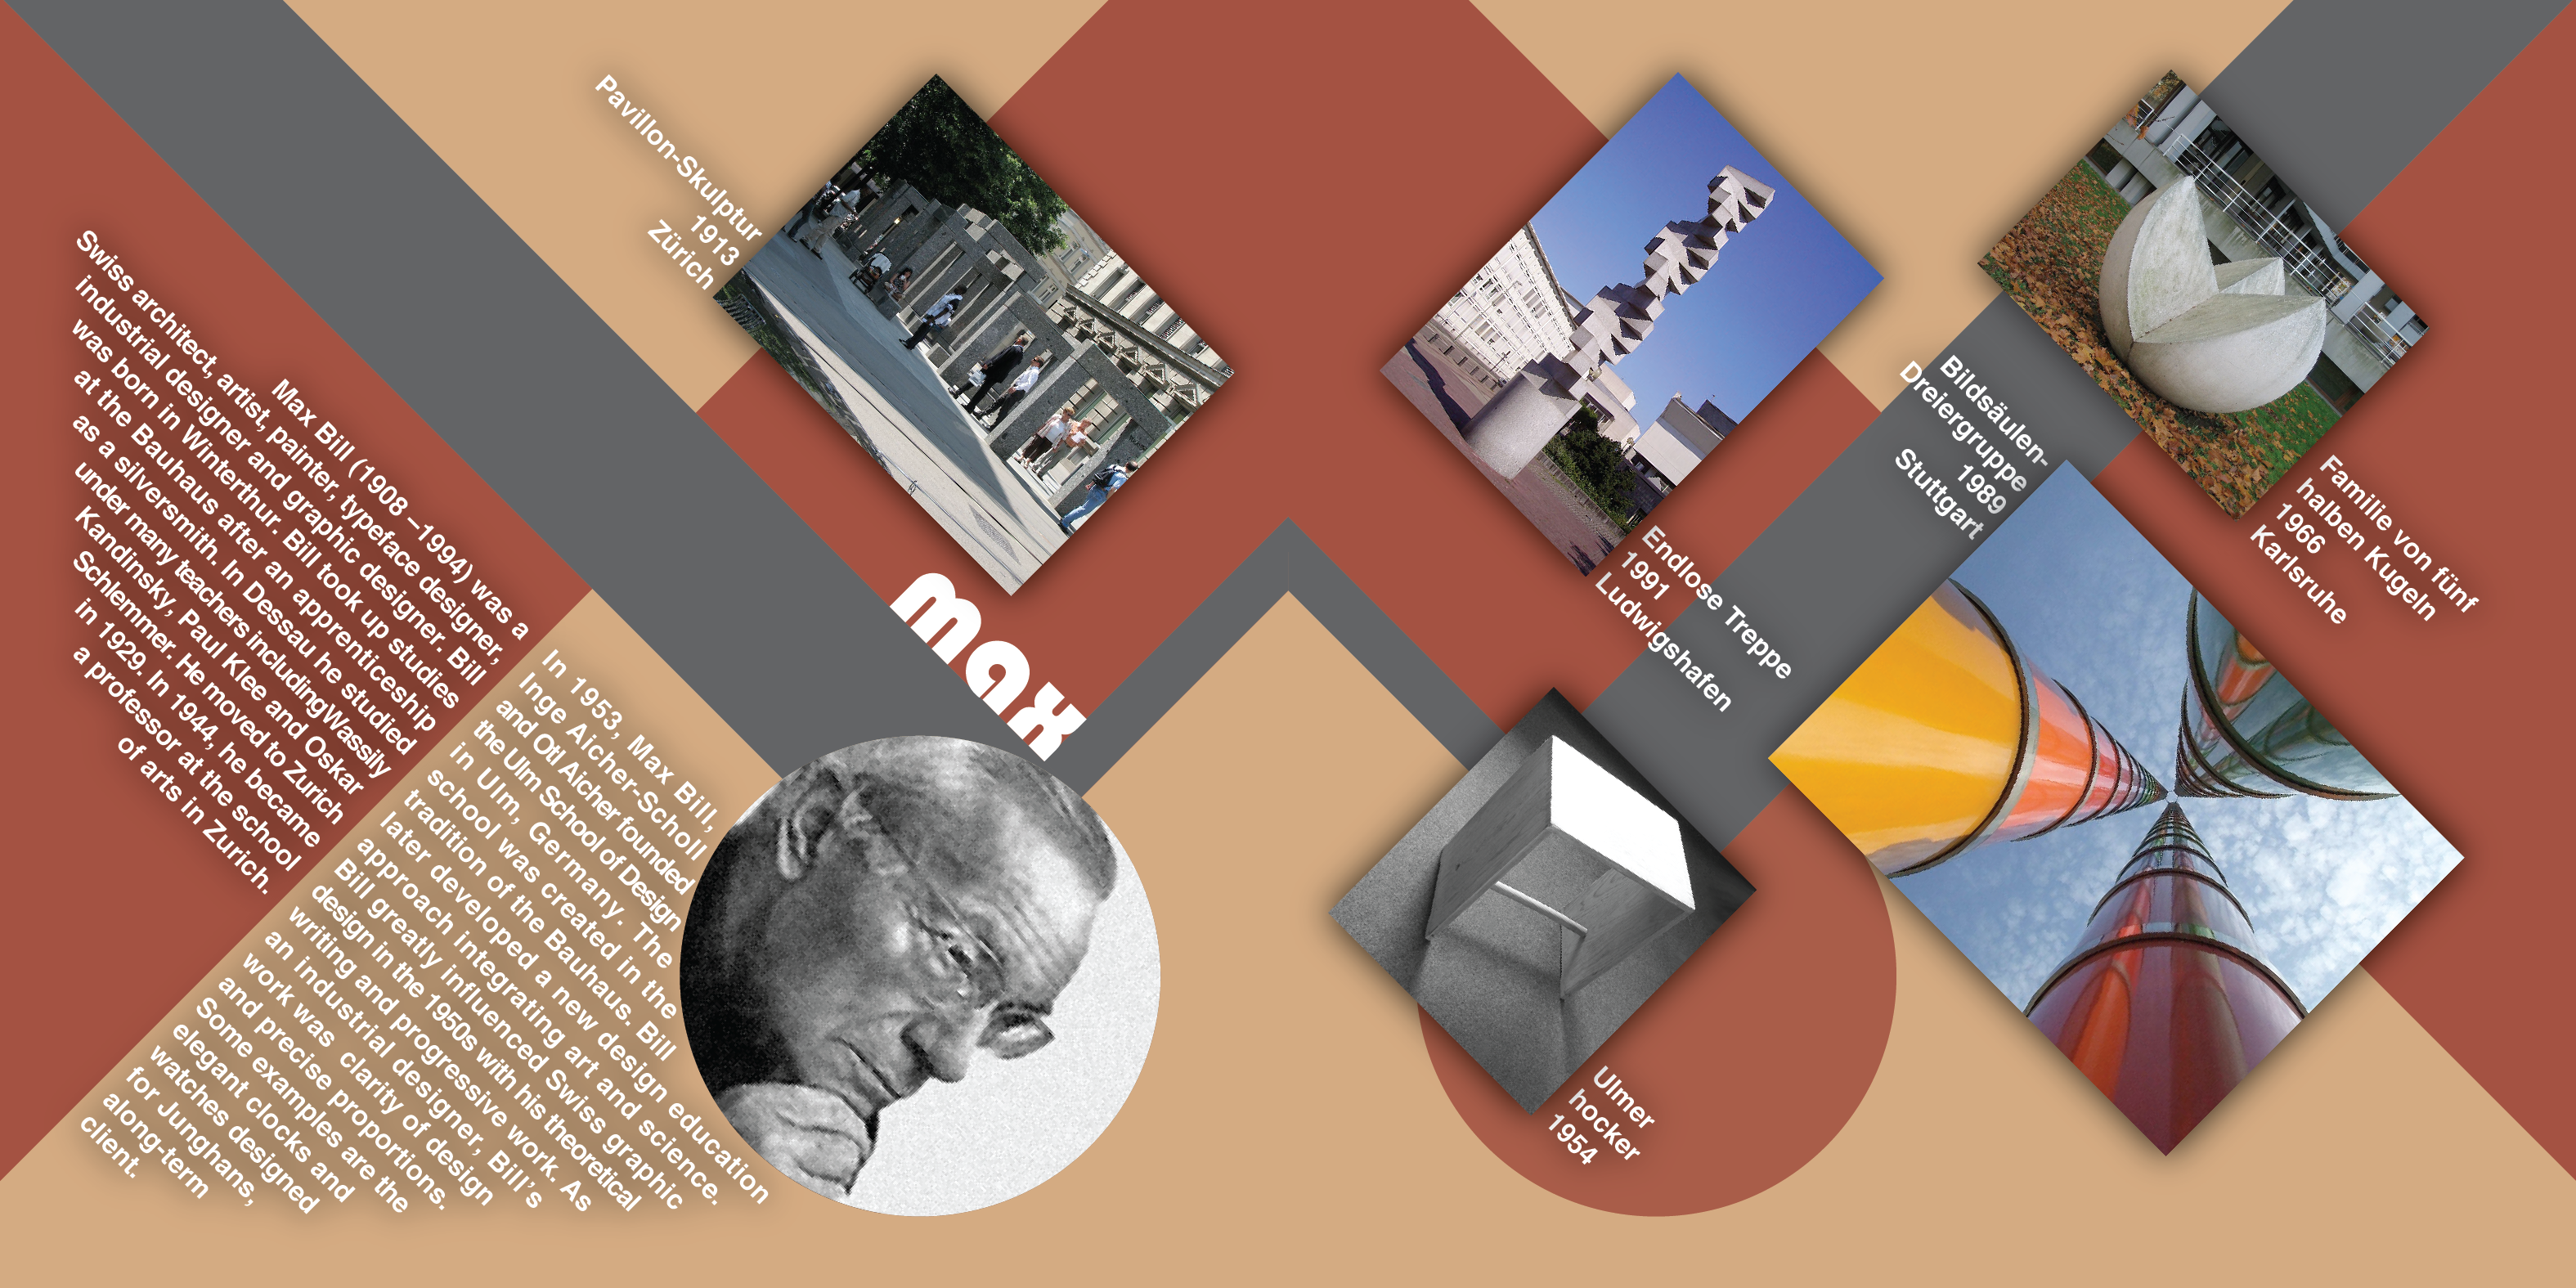 Max Bill (1908 –1994) was a
Swiss architect, artist, painter, typeface designer,
industrial designer and graphic designer. Bill
was born in Winterthur. Bill took up studies
at the Bauhaus after an apprenticeship
as a silversmith. In Dessau he studied
under many teachers includingWassily
Kandinsky, Paul Klee and Oskar
Schlemmer. He moved to Zurich
in 1929. In 1944, he became
a professor at the school
of arts in Zurich.
In 1953, Max Bill,
Inge Aicher-Scholl
and Otl Aicher founded
the Ulm School of Design
in Ulm, Germany. The
school was created in the
tradition of the Bauhaus. Bill
later developed a new design education
approach integrating art and science.
Bill greatly influenced Swiss graphic
design in the 1950s with his theoretical
writing and progressive work. As
an industrial designer, Bill's
work was clarity of design
and precise proportions.
Some examples are the
elegant clocks and
watches designed
for Junghans,
along-term
client.
Pavillon-Skulptur
1913
Zürich
max
Endlose Treppe
1991
Ludwigshafen
Bildsäulen-
Dreiergruppe
1989
Stuttgart
Familie von fünf
halben Kugeln
1966
Karlsruhe
Ulmer
hocker
1954